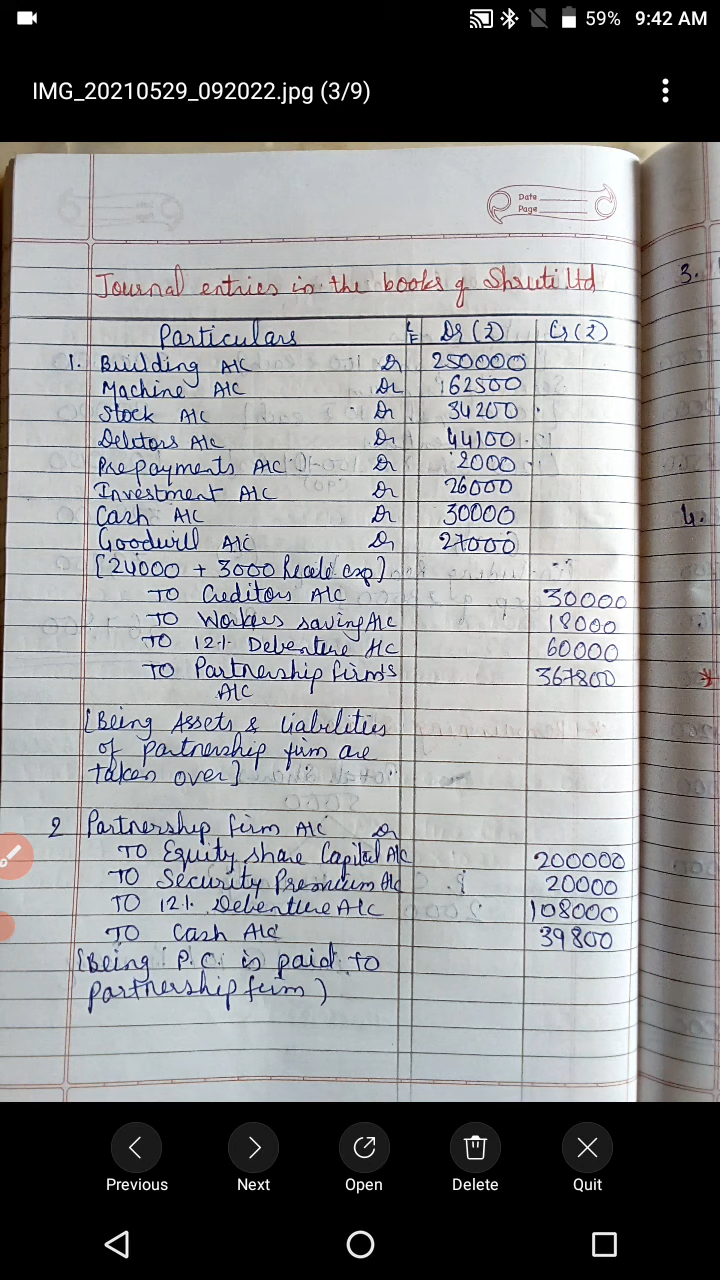 59% 9:42 AM
IMG_20210529_092022.jpg (3/9)
Date
Page
Journal entries in the books of Shruti Ltd
Particulars L F Dr (₹) Cr (₹)
1. Building A/C Dr 250000
Machine A/C Dr 162500
Stock A/C Dr 34200
Debtors A/C Dr 44100
Prepayments A/C Dr 2000
Investment A/C Dr 26000
Cash A/C Dr 30000
Goodwill A/C Dr 27000
[24000 + 3000 Reali exp]
TO Creditors A/C 30000
TO Workers saving A/c 18000
TO 12% Debenture A/C 60000
TO Partnership firm's 367800
A/C
[Being Assets & liabilities
of partnership firm are
taken over]
2 Partnership firm A/C Dr
TO Equity share Capital A/c 200000
TO Security Premium A/c 20000
TO 12% Debenture A/C 108000
TO Cash A/c 39800
(Being P.C. is paid to
partnership firm)
3.
4.
Previous Next Open Delete Quit